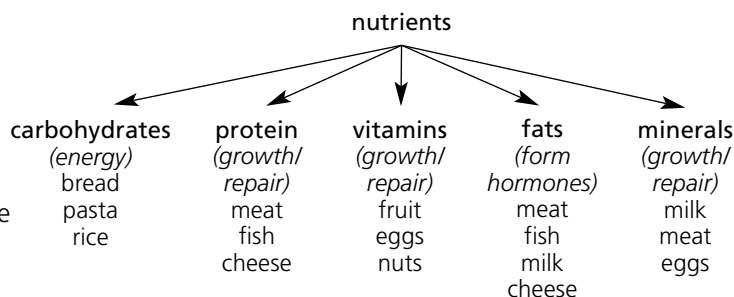 nutrients
carbohydrates
(energy)
bread
pasta
rice
protein
(growth/
repair)
meat
fish
cheese
vitamins
(growth/
repair)
fruit
eggs
nuts
fats
(form
hormones)
meat
fish
milk
cheese
minerals
(growth/
repair)
milk
meat
eggs